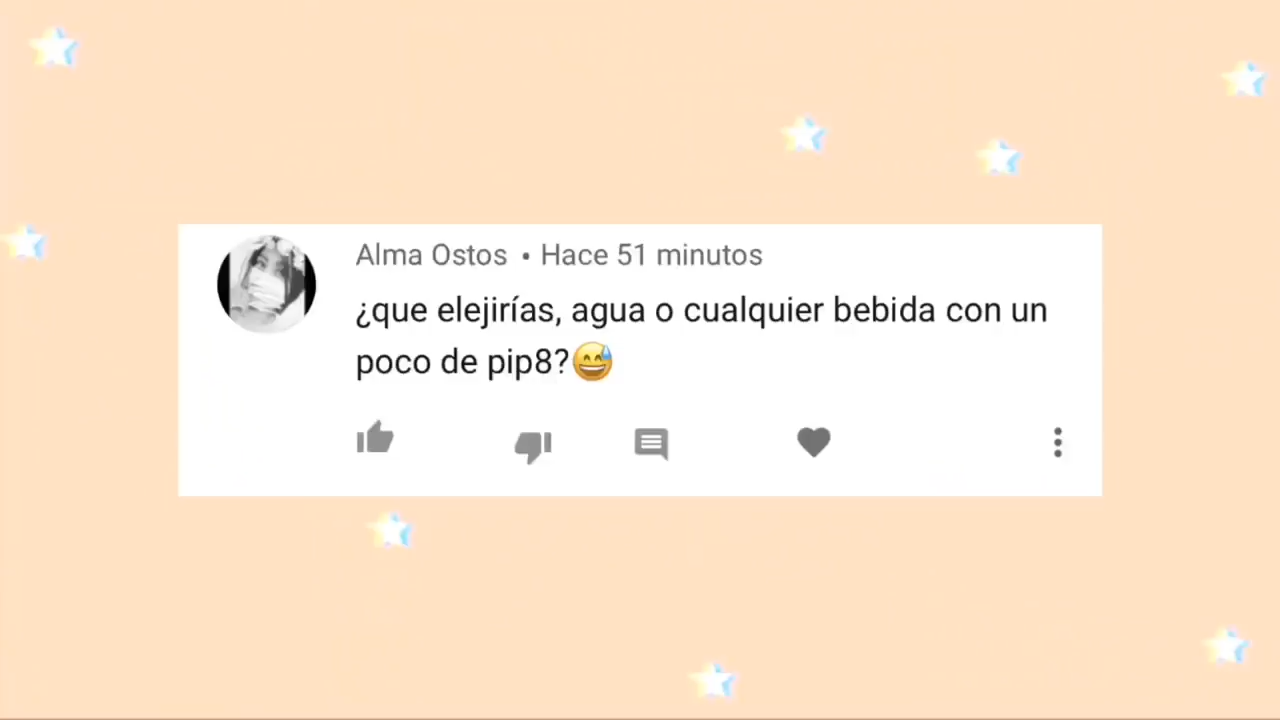 Alma Ostos • Hace 51 minutos
¿que elejirías, agua o cualquier bebida con un
poco de pip8?😅